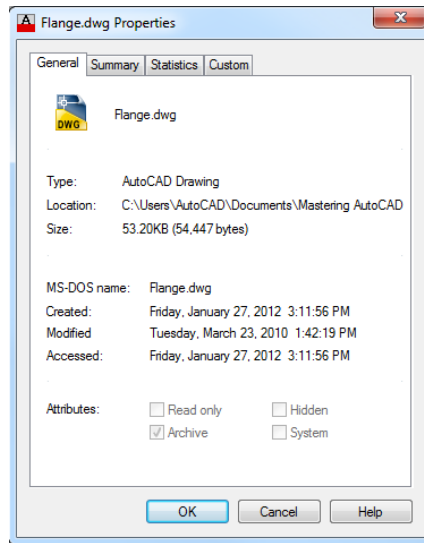 Flange.dwg Properties
General Summary Statistics Custom
DWG
Flange.dwg
Type: AutoCAD Drawing
Location: C:\Users\AutoCAD\Documents\Mastering AutoCAD
Size: 53.20KB (54,447 bytes)
MS-DOS name: Flange.dwg
Created: Friday, January 27, 2012 3:11:56 PM
Modified Tuesday, March 23, 2010 1:42:19 PM
Accessed: Friday, January 27, 2012 3:11:56 PM
Attributes: Read only Hidden
Archive System
OK Cancel Help